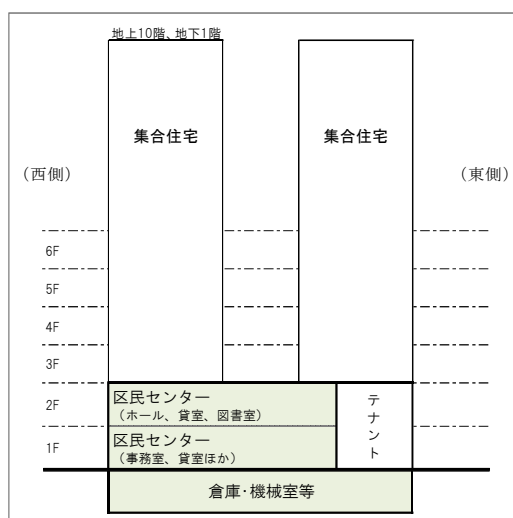 地上10階、地下1階
集合住宅
集合住宅
(西側)
(東側)
6F
5F
4F
3F
2F
区民センター
(ホール、貸室、図書室)
テナント
1F
区民センター
(事務室、貸室ほか)
倉庫・機械室等